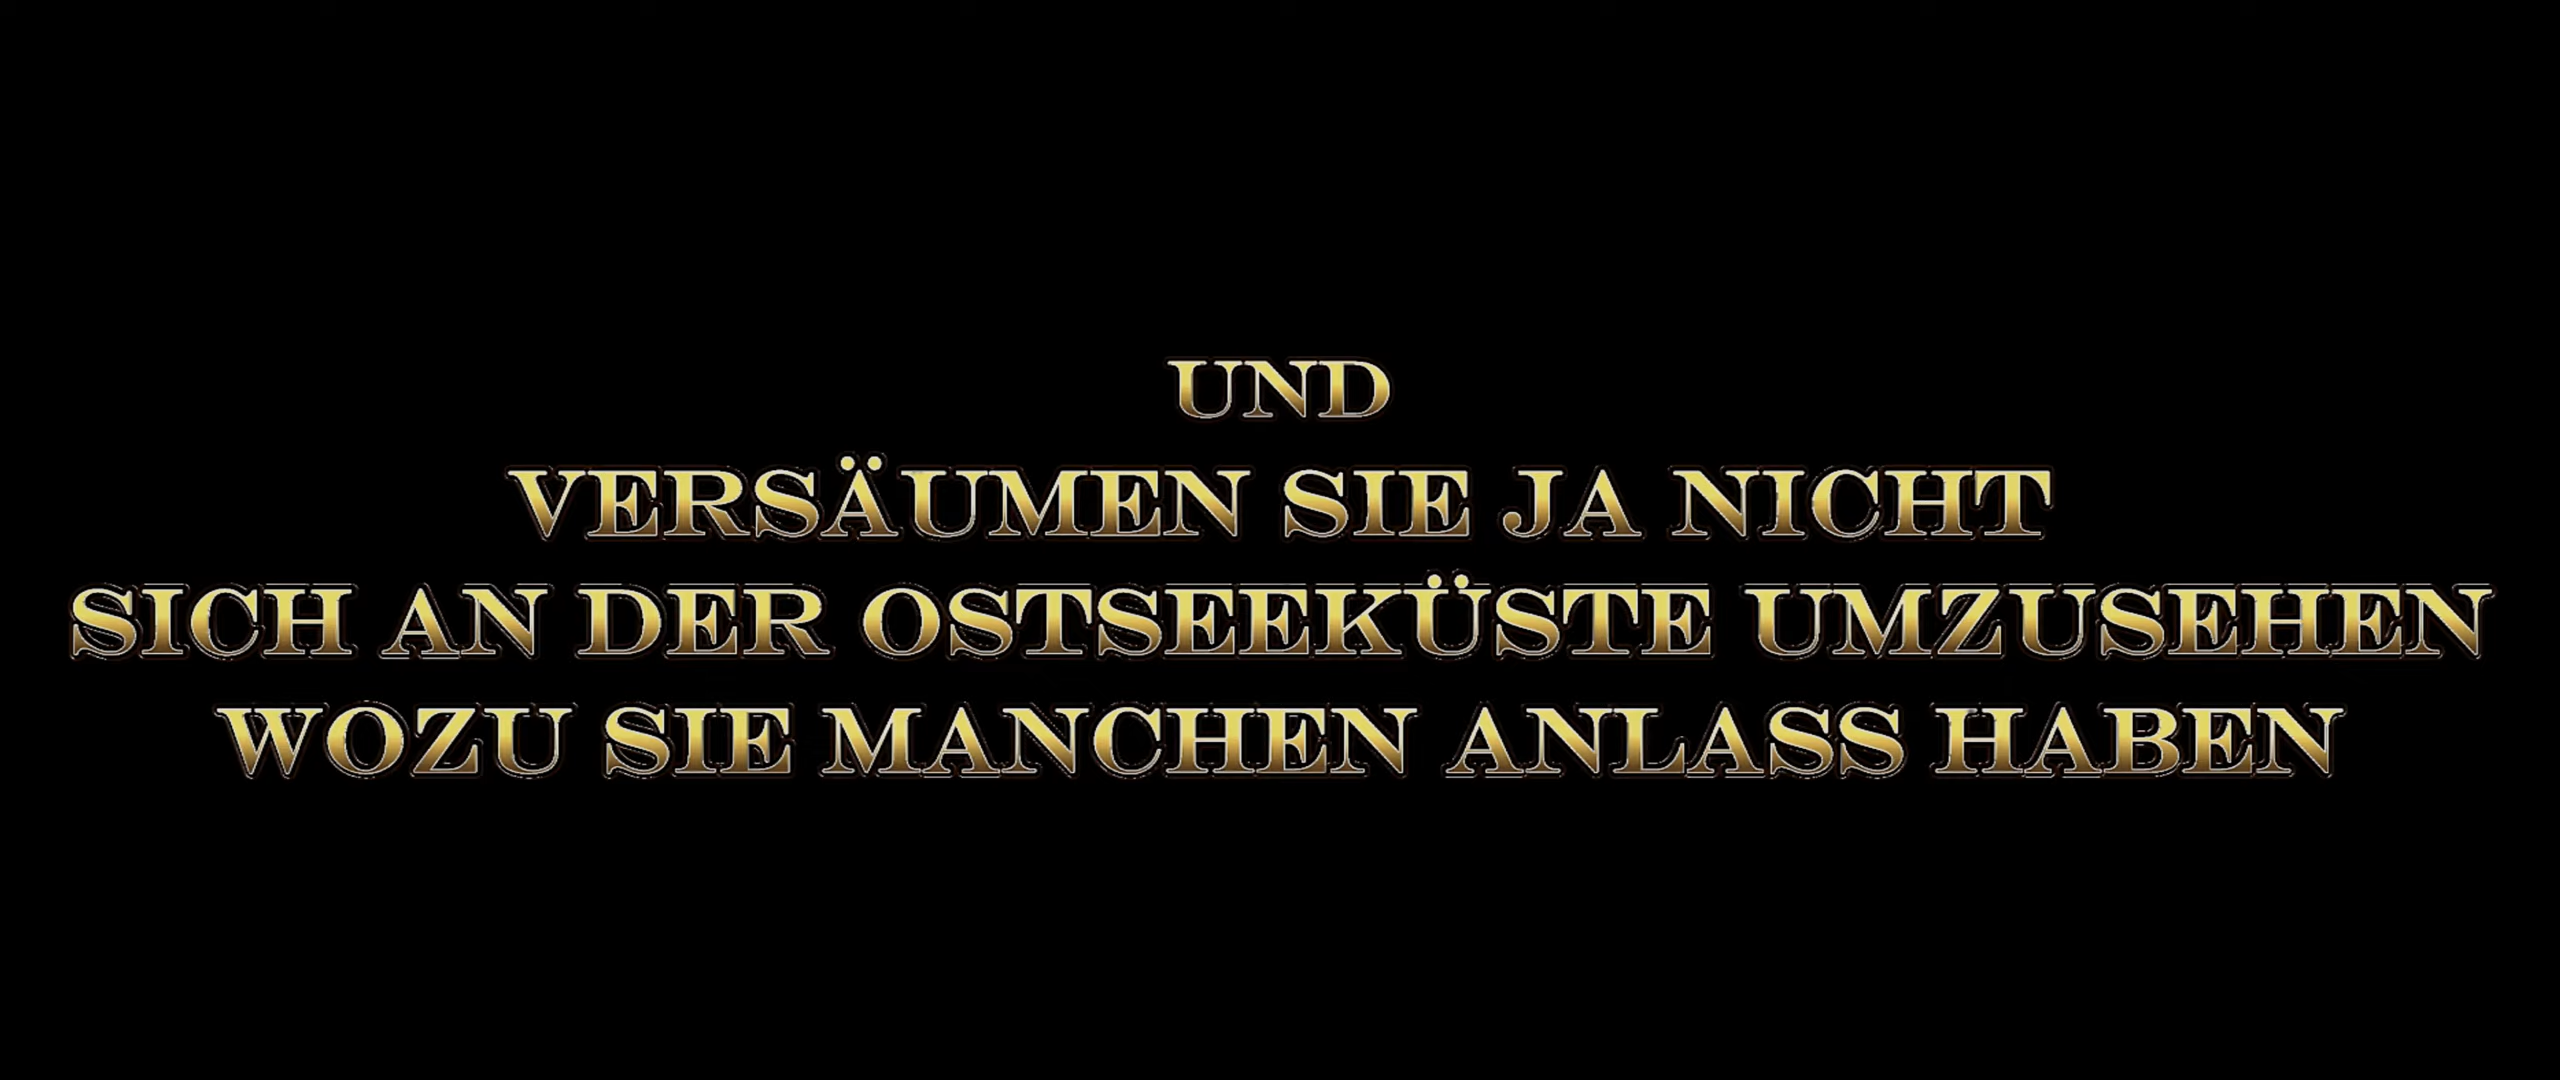 UND
VERSÄUMEN SIE JA NICHT
SICH AN DER OSTSEEKÜSTE UMZUSEHEN
WOZU SIE MANCHEN ANLASS HABEN